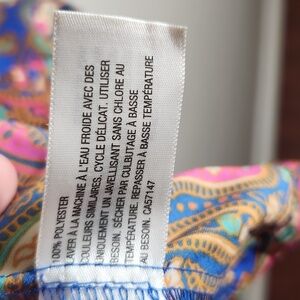 100% POLYESTER
LAVER À LA MACHINE À L'EAU FROIDE AVEC DES
COULEURS SIMILAIRES. CYCLE DÉLICAT. UTILISER
UNIQUEMENT UN JAVELLISANT SANS CHLORE AU
BESOIN. SÉCHER PAR CULBUTAGE À BASSE
TEMPÉRATURE. REPASSER À BASSE TEMPÉRATURE
AU BESOIN. CA57147